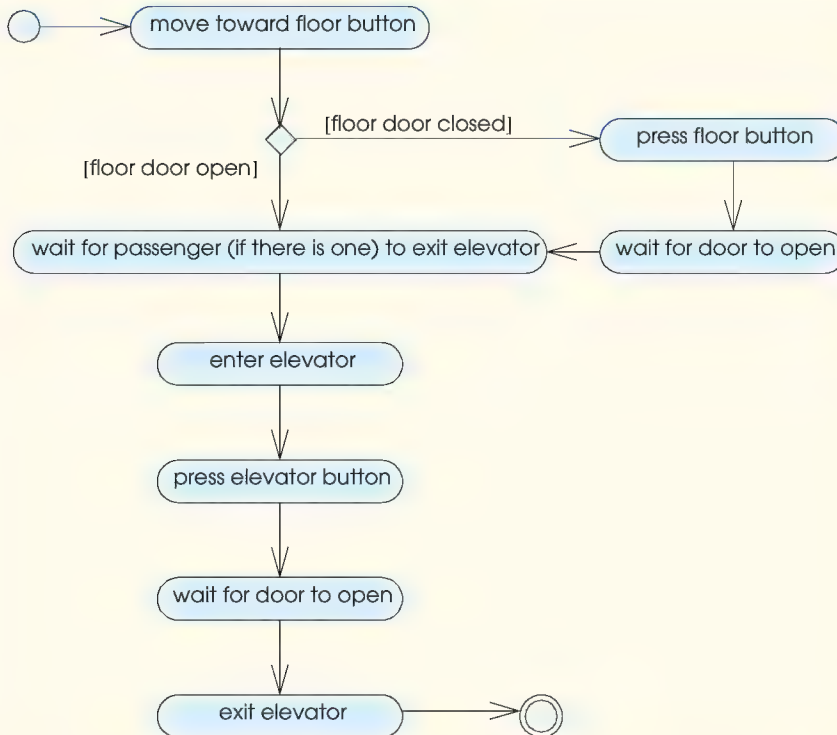 move toward floor button
[floor door closed]
press floor button
[floor door open]
wait for passenger (if there is one) to exit elevator
wait for door to open
enter elevator
press elevator button
wait for door to open
exit elevator